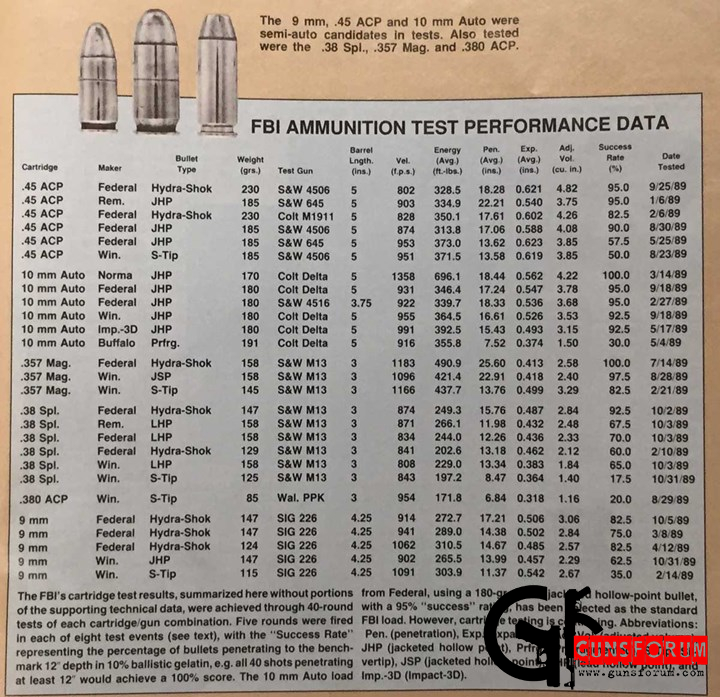 The 9 mm, .45 ACP and 10 mm Auto were
semi-auto candidates in tests. Also tested
were the .38 Spl., .357 Mag. and .380 ACP.
FBI AMMUNITION TEST PERFORMANCE DATA
Cartridge Maker Bullet Type Weight (grs.) Test Gun Barrel Lngth. (ins.) Vel. (f.p.s.) Energy (Avg.) (ft.-lbs.) Pen. (Avg.) (ins.) Exp. (Avg.) (ins.) Adj. Vol. (cu. in.) Success Rate (%) Date Tested
.45 ACP Federal Hydra-Shok 230 S&W 4506 5 802 328.5 18.28 0.621 4.82 95.0 9/25/89
.45 ACP Rem. JHP 185 S&W 645 5 903 334.9 22.21 0.540 3.75 95.0 1/6/89
.45 ACP Federal Hydra-Shok 230 Colt M1911 5 828 350.1 17.61 0.602 4.26 82.5 2/6/89
.45 ACP Federal JHP 185 S&W 4506 5 874 313.8 17.06 0.588 4.08 90.0 8/30/89
.45 ACP Federal JHP 185 S&W 645 5 953 373.0 13.62 0.623 3.85 57.5 5/25/89
.45 ACP Win. S-Tip 185 S&W 4506 5 951 371.5 13.58 0.619 3.85 50.0 8/23/89
10 mm Auto Norma JHP 170 Colt Delta 5 1358 696.1 18.44 0.562 4.22 100.0 3/14/89
10 mm Auto Federal JHP 180 Colt Delta 5 931 346.4 17.24 0.547 3.78 95.0 9/18/89
10 mm Auto Federal JHP 180 S&W 4516 3.75 922 339.7 18.33 0.536 3.68 95.0 2/27/89
10 mm Auto Win. JHP 180 Colt Delta 5 955 364.5 16.61 0.526 3.53 92.5 9/18/89
10 mm Auto Imp.-3D JHP 180 Colt Delta 5 991 392.5 15.43 0.493 3.15 92.5 5/17/89
10 mm Auto Buffalo Prfrg. 191 Colt Delta 5 916 355.8 7.52 0.374 1.50 30.0 5/4/89
.357 Mag. Federal Hydra-Shok 158 S&W M13 3 1183 490.9 25.60 0.413 2.58 100.0 7/14/89
.357 Mag. Win. JSP 158 S&W M13 3 1096 421.4 22.91 0.418 2.40 97.5 8/28/89
.357 Mag. Win. S-Tip 145 S&W M13 3 1166 437.7 13.76 0.499 3.29 82.5 2/21/89
.38 Spl. Federal Hydra-Shok 147 S&W M13 3 874 249.3 15.76 0.487 2.84 92.5 10/2/89
.38 Spl. Rem. LHP 158 S&W M13 3 871 266.1 11.98 0.432 2.48 67.5 10/3/89
.38 Spl. Federal LHP 158 S&W M13 3 834 244.0 12.26 0.436 2.33 70.0 10/3/89
.38 Spl. Federal Hydra-Shok 129 S&W M13 3 841 202.6 13.18 0.462 2.12 60.0 2/10/89
.38 Spl. Win. LHP 158 S&W M13 3 808 229.0 13.34 0.383 1.84 65.0 10/3/89
.38 Spl. Win. S-Tip 125 S&W M13 3 843 197.2 8.47 0.364 1.40 17.5 10/31/89
.380 ACP Win. S-Tip 85 Wal. PPK 3 954 171.8 6.84 0.318 1.16 20.0 8/29/89
9 mm Federal Hydra-Shok 147 SIG 226 4.25 914 272.7 17.21 0.506 3.06 82.5 10/5/89
9 mm Federal Hydra-Shok 147 SIG 226 4.25 941 289.0 14.38 0.502 2.84 75.0 3/8/89
9 mm Federal Hydra-Shok 124 SIG 226 4.25 1062 310.5 14.67 0.485 2.57 82.5 4/12/89
9 mm Win. JHP 147 SIG 226 4.25 902 265.5 13.99 0.457 2.29 62.5 10/31/89
9 mm Win. S-Tip 115 SIG 226 4.25 1091 303.9 11.37 0.542 2.67 35.0 2/14/89
The FBI's cartridge test results, summarized here without portions
of the supporting technical data, were achieved through 40-round
tests of each cartridge/gun combination. Five rounds were fired
in each of eight test events (see text), with the "Success Rate"
representing the percentage of bullets penetrating to the bench-
mark 12" depth in 10% ballistic gelatin, e.g. all 40 shots penetrating
at least 12" would achieve a 100% score. The 10 mm Auto load
from Federal, using a 180-gr. jacketed hollow-point bullet,
with a 95% "success" rating, has been selected as the standard
FBI load. However, cartridge testing is continuing. Abbreviations:
Pen. (penetration), Exp.
JHP (jacketed hollow point), Prfrg.
vertip), JSP (jacketed hollow point), and
Imp.-3D (Impact-3D).
GUNSFORUM
www.gunsforum.com